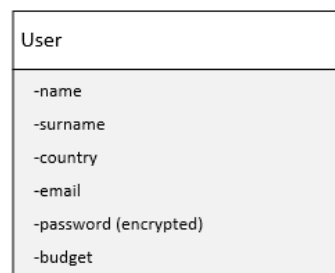 User
-name
-surname
-country
-email
-password (encrypted)
-budget